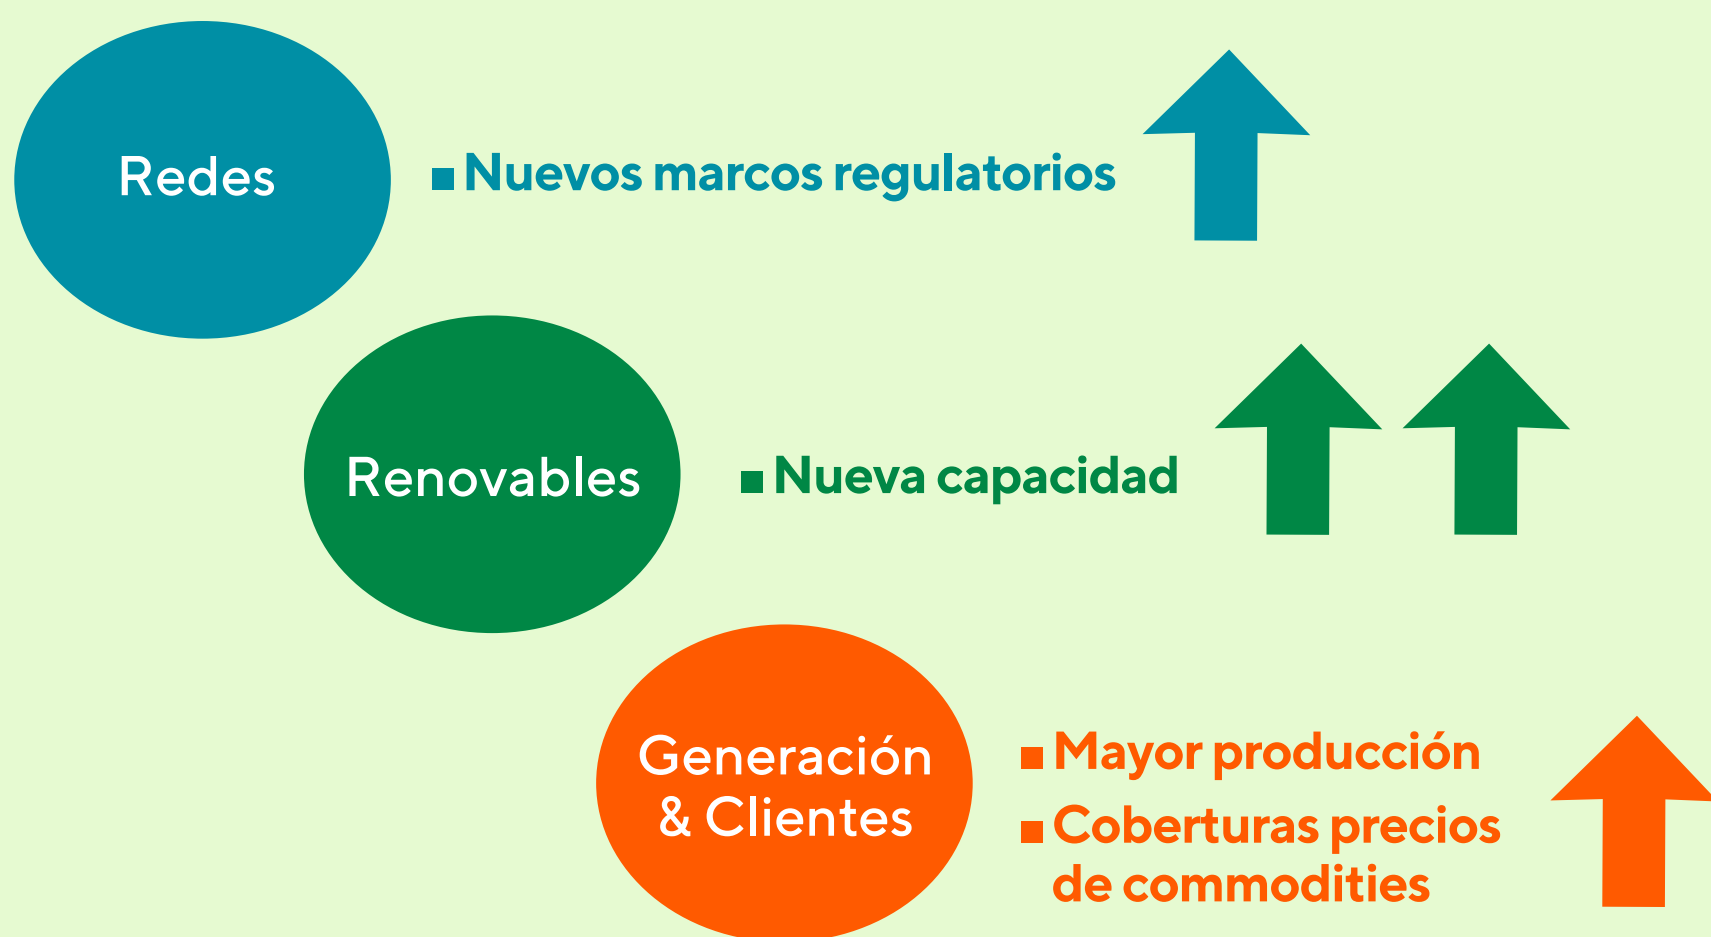 Redes
Nuevos marcos regulatorios
Renovables
Nueva capacidad
Generación
& Clientes
Mayor producción
Coberturas precios
de commodities